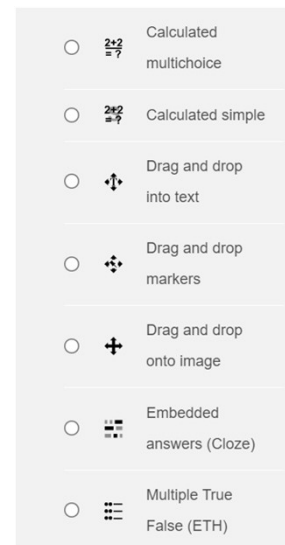 2+2
= ?
Calculated
multichoice
2+2
= ?
Calculated simple
Drag and drop
into text
Drag and drop
markers
Drag and drop
onto image
Embedded
answers (Cloze)
Multiple True
False (ETH)